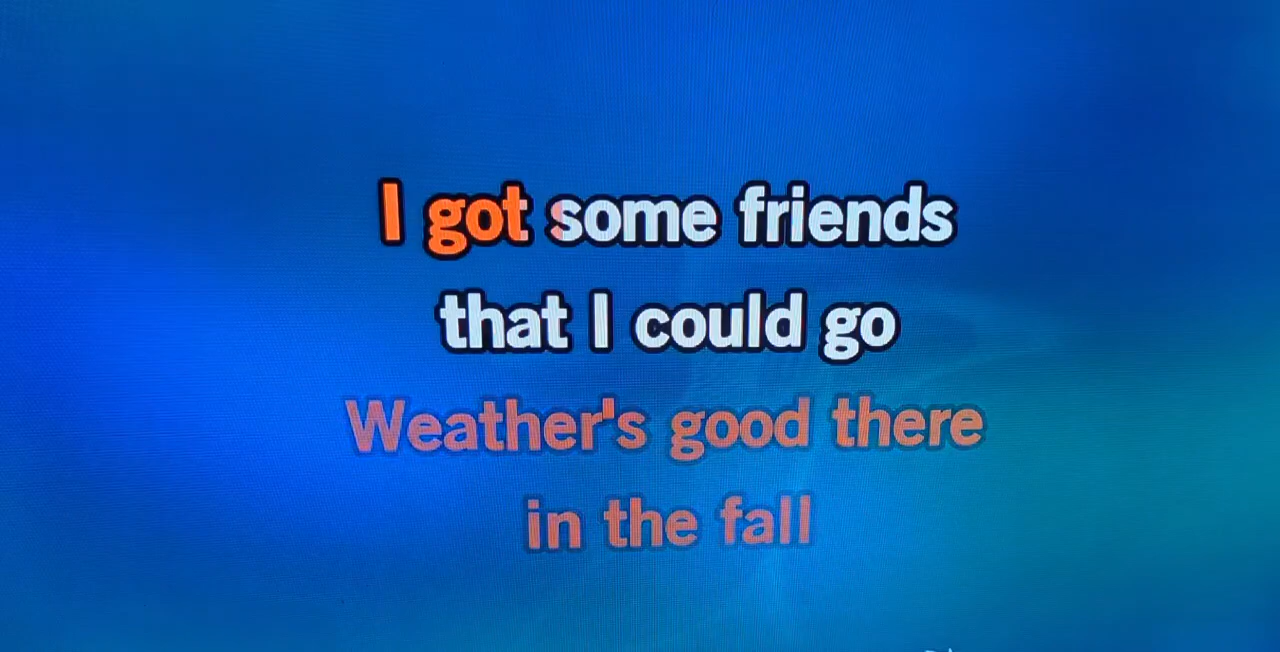 I got some friends
that I could go
Weather's good there
in the fall